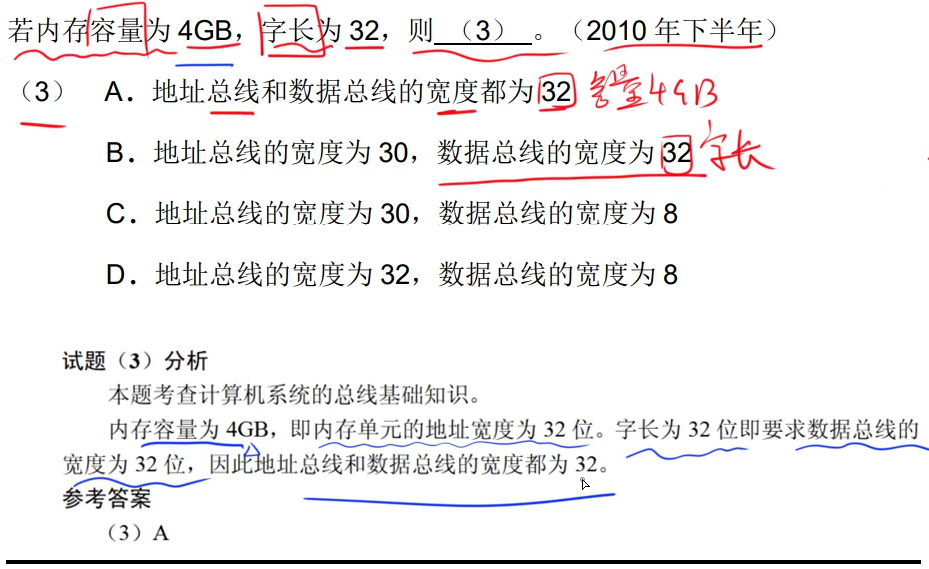 若内存容量为 4GB，字长为 32，则 （3） 。（2010 年下半年）
（3） A．地址总线和数据总线的宽度都为 32 容量4GB
B．地址总线的宽度为 30，数据总线的宽度为 32 字长
C．地址总线的宽度为 30，数据总线的宽度为 8
D．地址总线的宽度为 32，数据总线的宽度为 8
试题（3）分析
本题考查计算机系统的总线基础知识。
内存容量为 4GB，即内存单元的地址宽度为 32 位。字长为 32 位即要求数据总线的
宽度为 32 位，因此地址总线和数据总线的宽度都为 32。
参考答案
（3）A